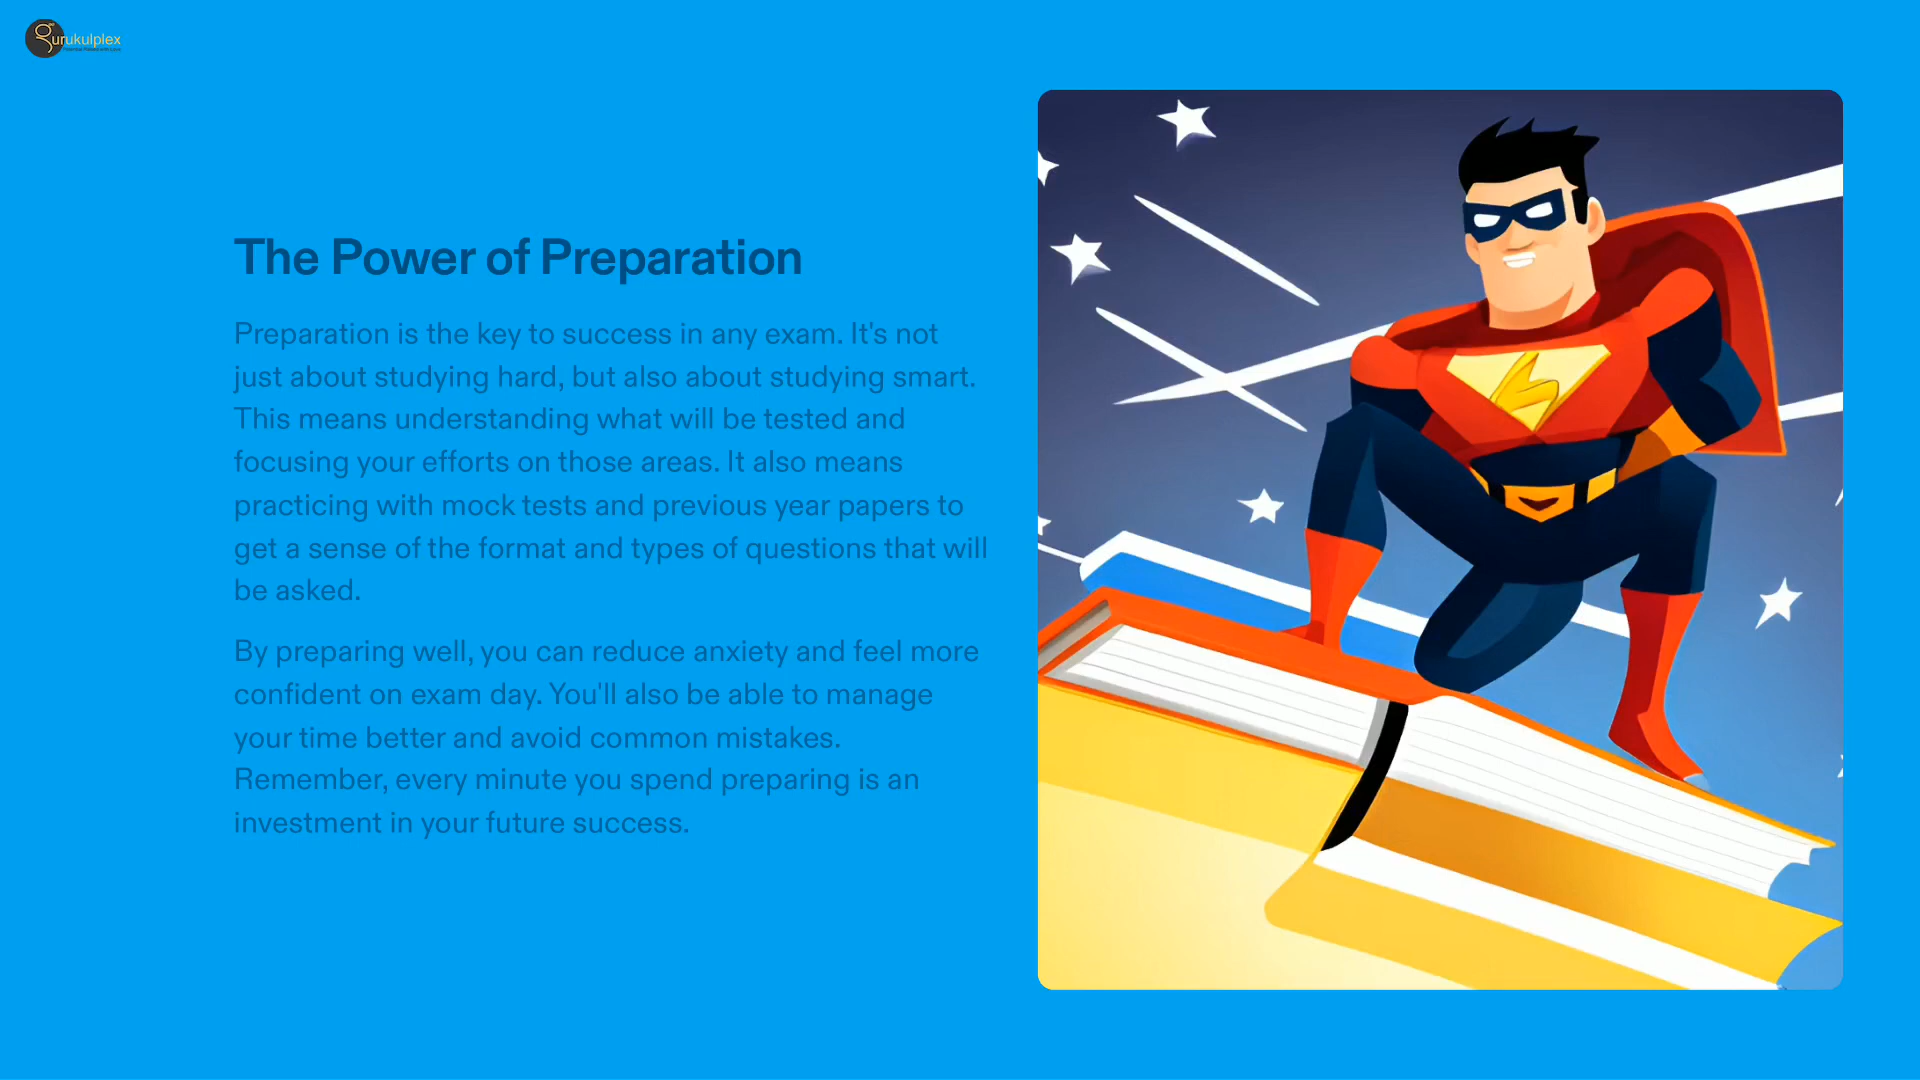 gurukulplex
The Power of Preparation
Preparation is the key to success in any exam. It's not
just about studying hard, but also about studying smart.
This means understanding what will be tested and
focusing your efforts on those areas. It also means
practicing with mock tests and previous year papers to
get a sense of the format and types of questions that will
be asked.
By preparing well, you can reduce anxiety and feel more
confident on exam day. You'll also be able to manage
your time better and avoid common mistakes.
Remember, every minute you spend preparing is an
investment in your future success.